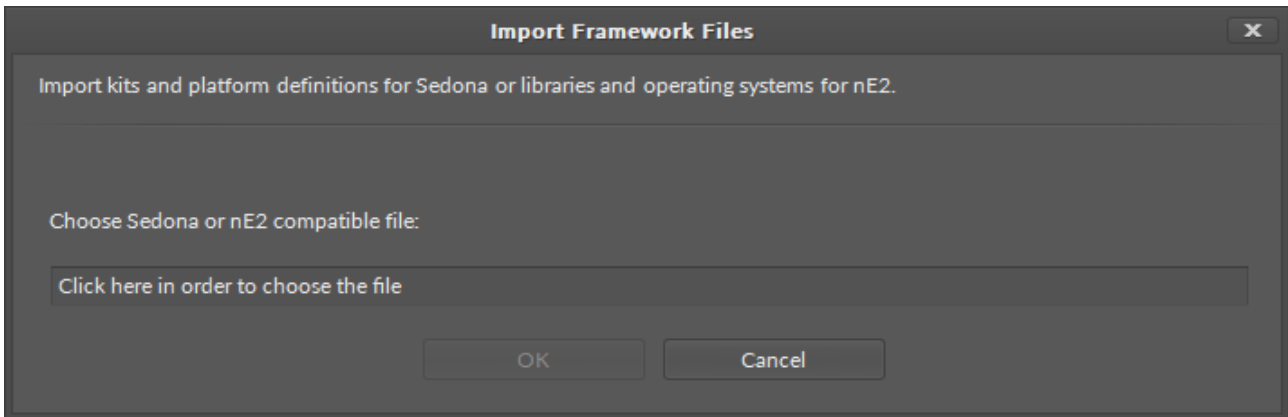 Import Framework Files
x
Import kits and platform definitions for Sedona or libraries and operating systems for nE2.
Choose Sedona or nE2 compatible file:
Click here in order to choose the file
OK
Cancel